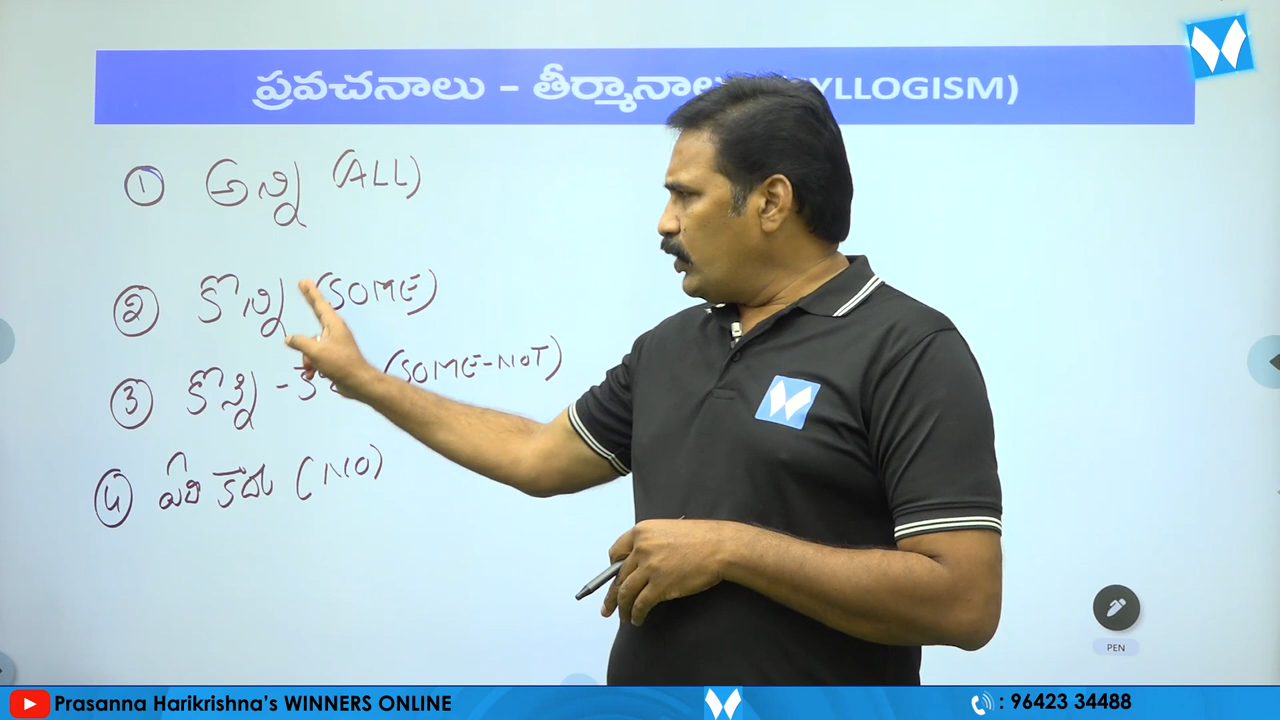 ప్రవచనాలు - తీర్మానాలు YLLOGISM)
① అన్ని (ALL)
② కొన్ని (SOME)
③ కొన్ని - (SOME-NOT)
④ ఏవి కావు (NO)
PEN
Prasanna Harikrishna's WINNERS ONLINE
: 96423 34488